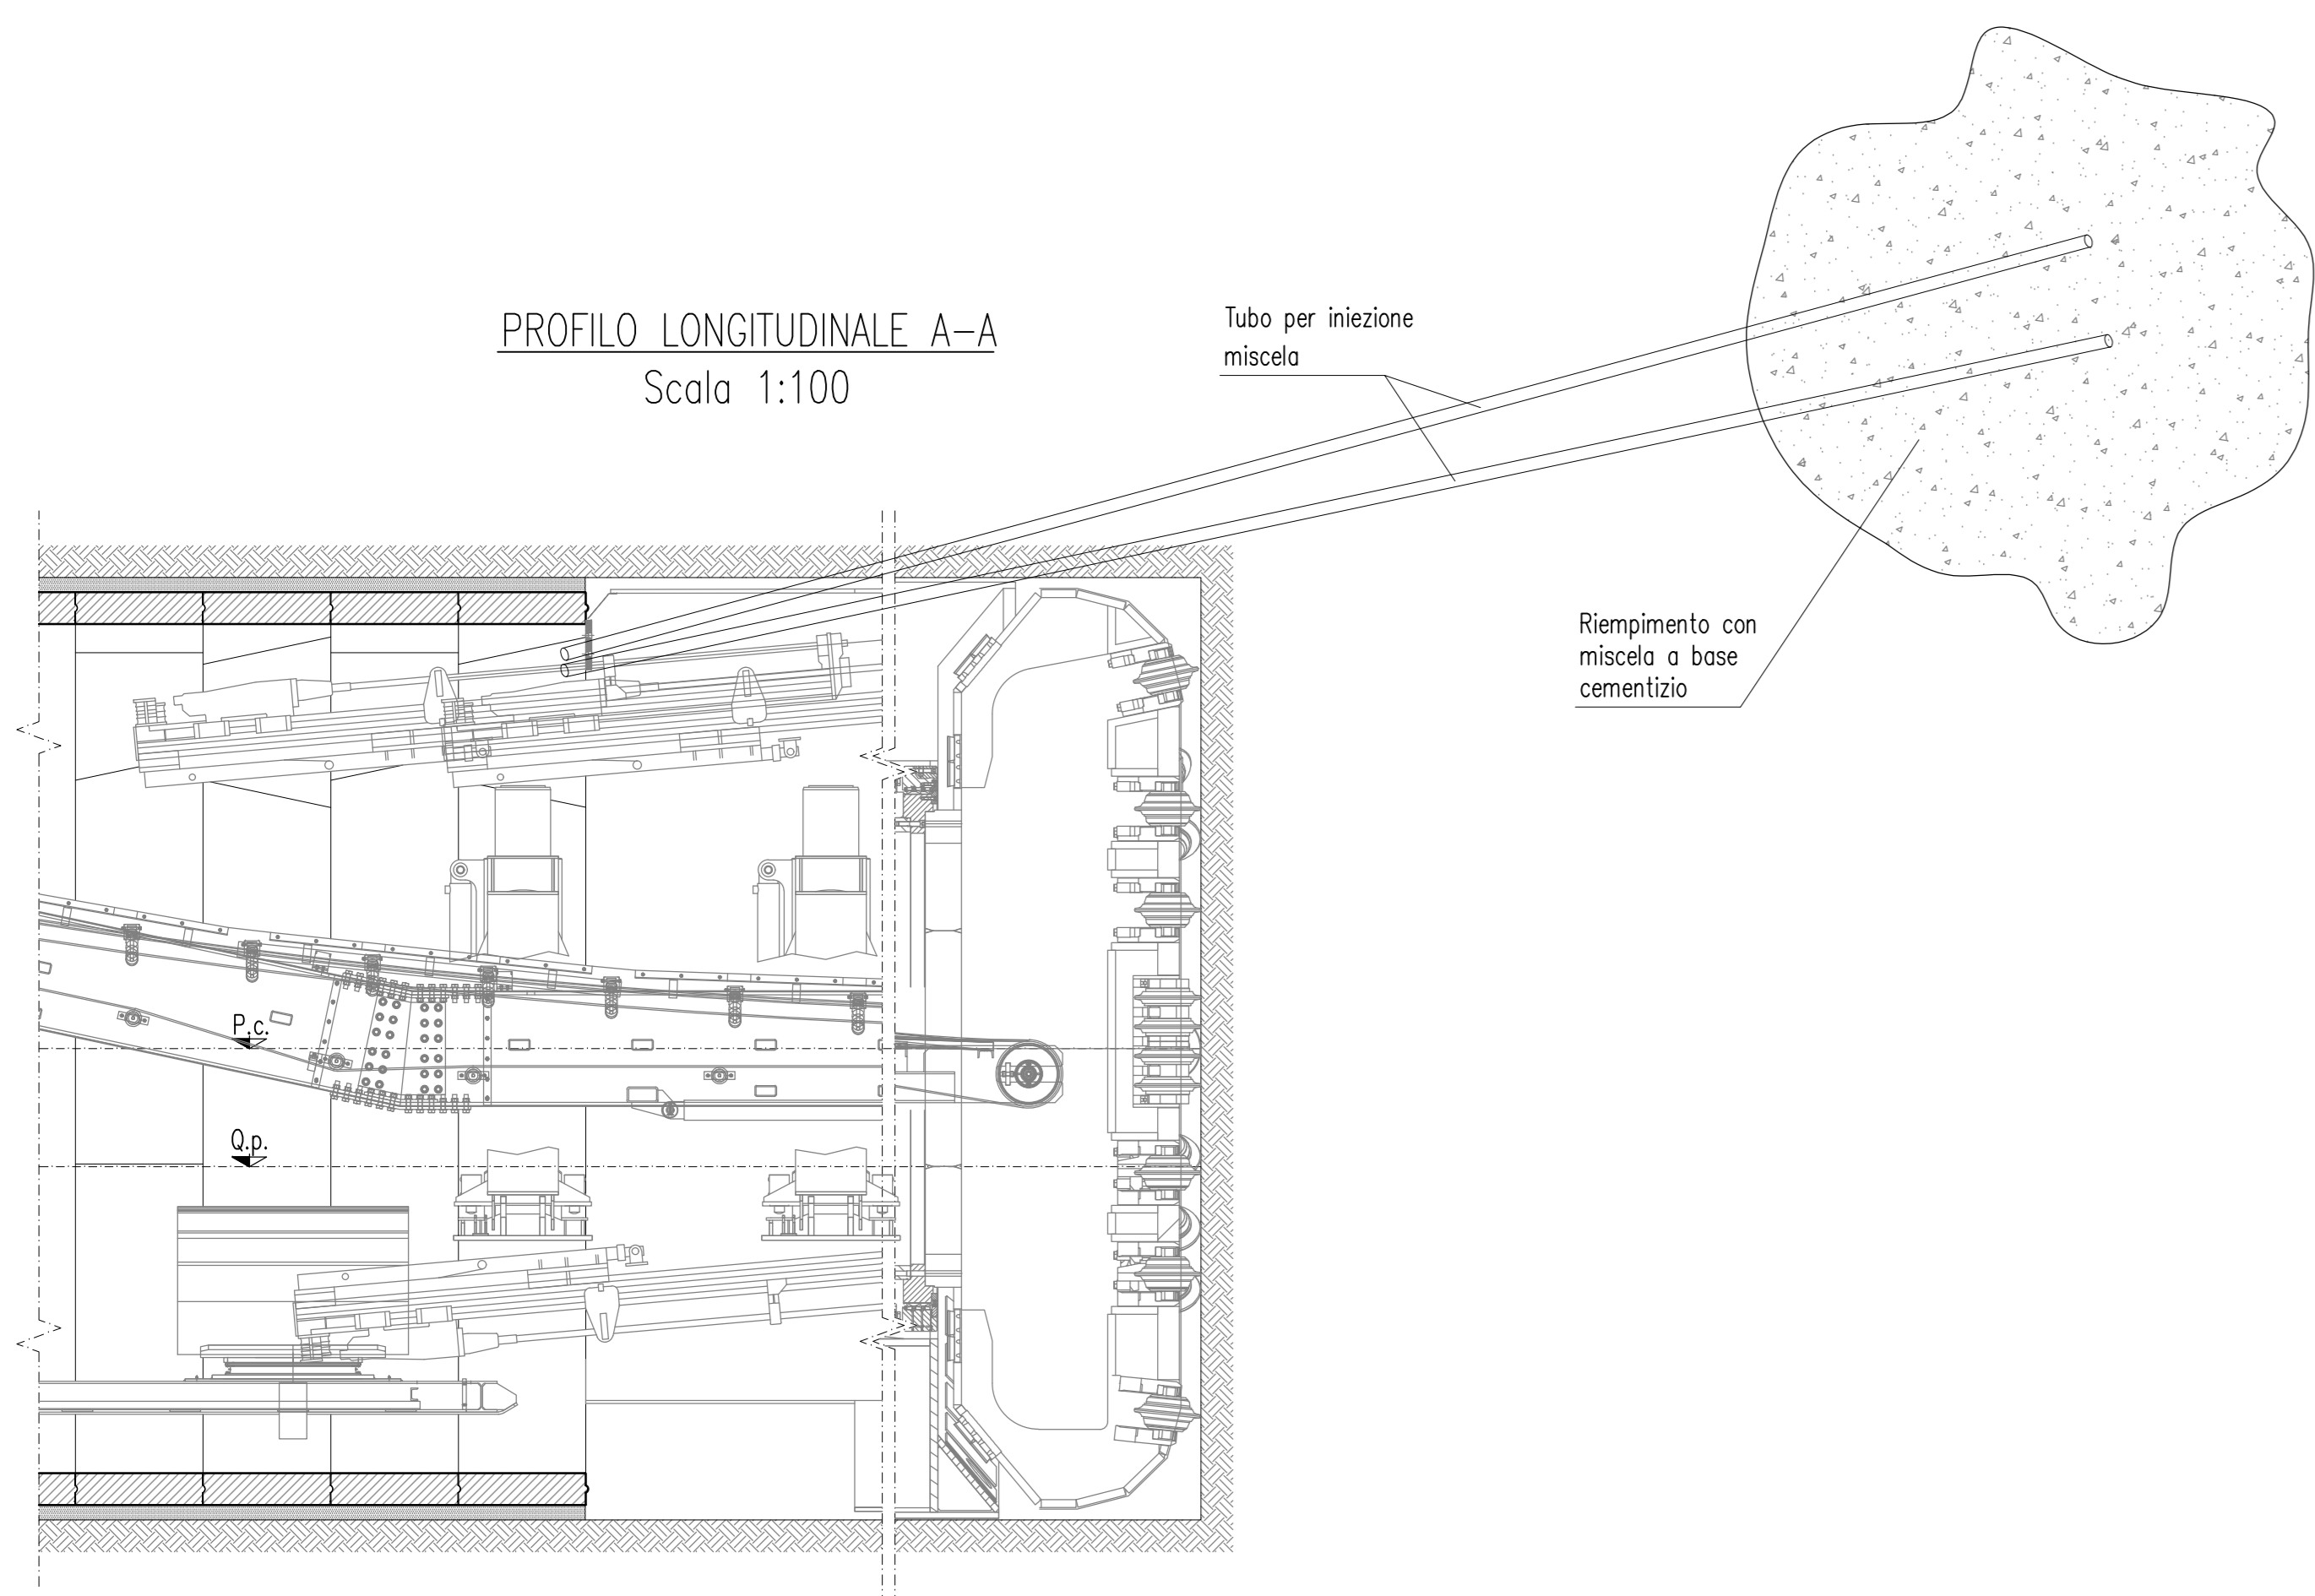 PROFILO LONGITUDINALE A-A
Scala 1:100
Tubo per iniezione
miscela
Riempimento con
miscela a base
cementizio
P.c.
Q.p.